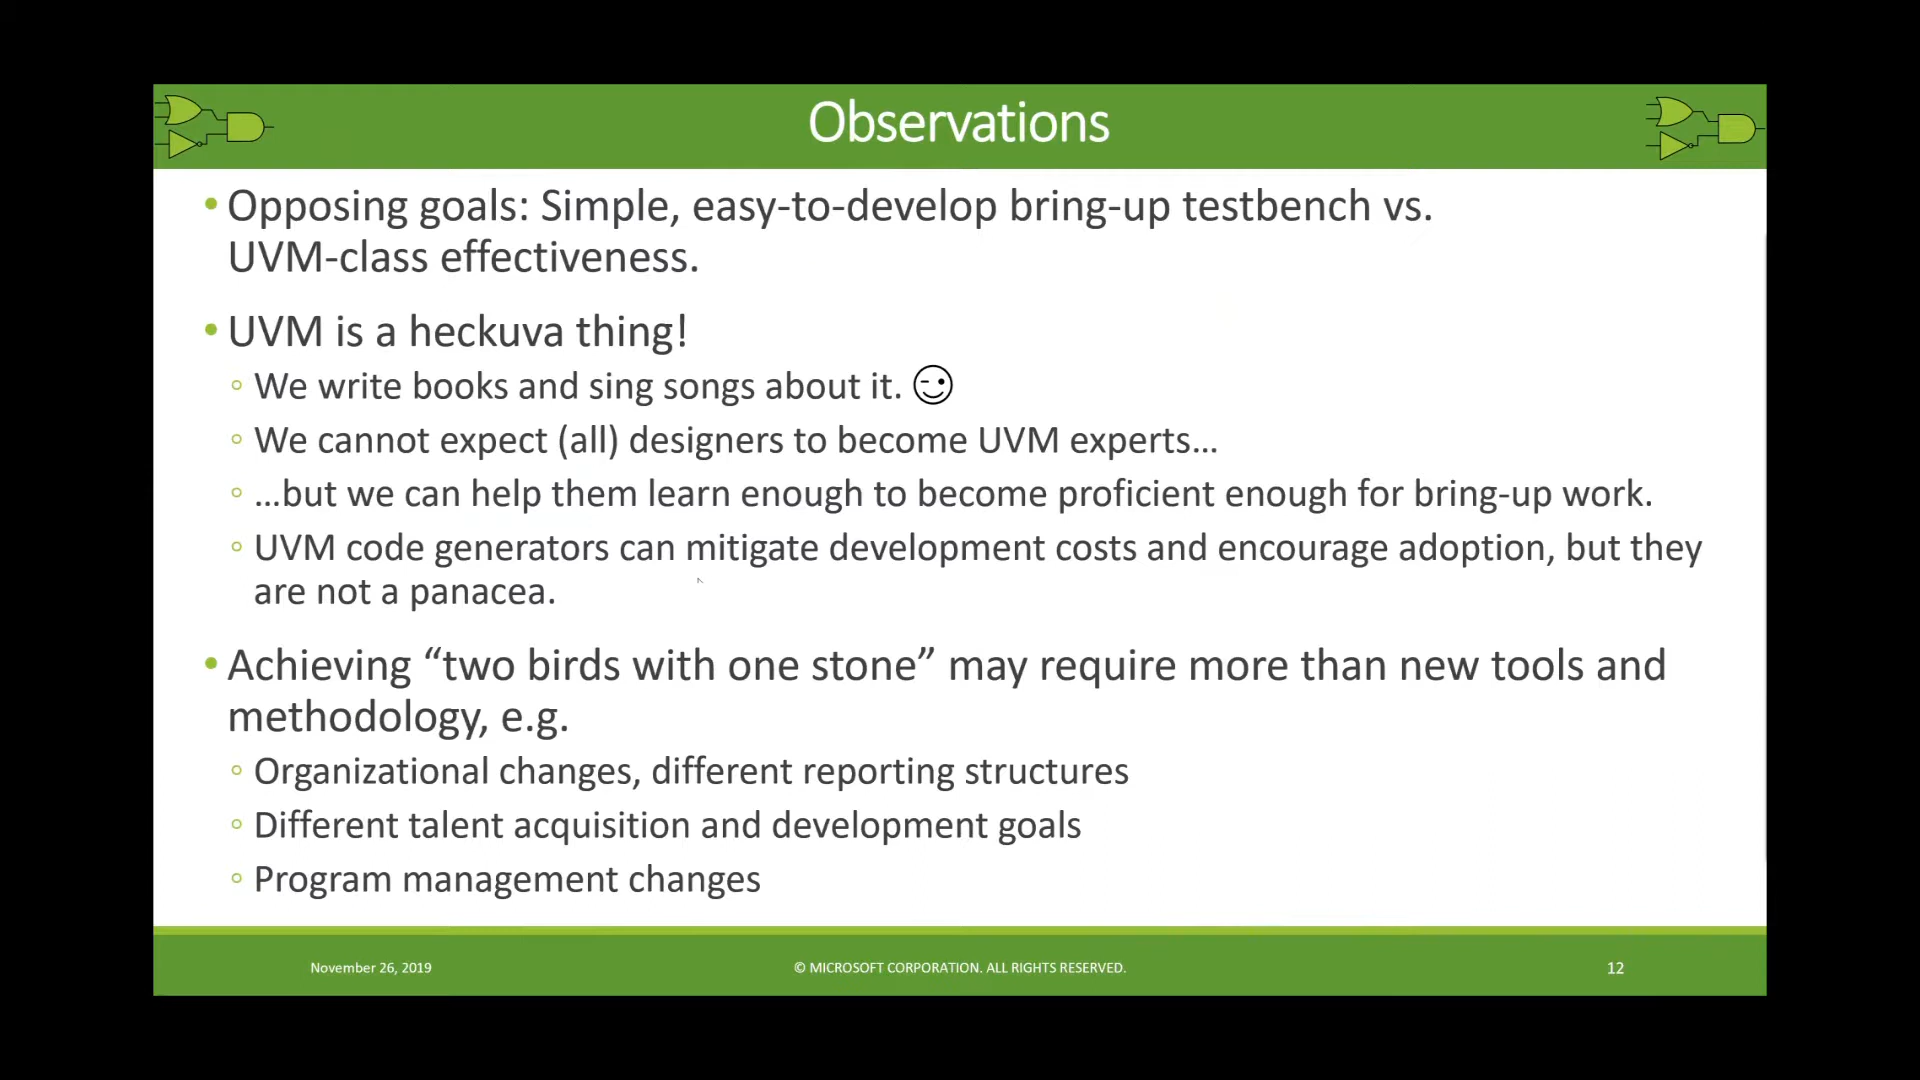 Observations
• Opposing goals: Simple, easy-to-develop bring-up testbench vs.
UVM-class effectiveness.
• UVM is a heckuva thing!
◦ We write books and sing songs about it. 😉
◦ We cannot expect (all) designers to become UVM experts…
◦ …but we can help them learn enough to become proficient enough for bring-up work.
◦ UVM code generators can mitigate development costs and encourage adoption, but they
are not a panacea.
• Achieving “two birds with one stone” may require more than new tools and
methodology, e.g.
◦ Organizational changes, different reporting structures
◦ Different talent acquisition and development goals
◦ Program management changes
November 26, 2019
© MICROSOFT CORPORATION. ALL RIGHTS RESERVED.
12